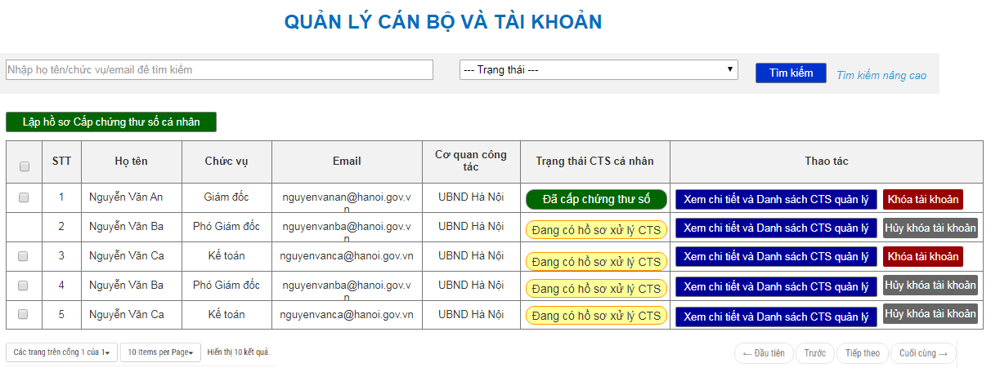 QUẢN LÝ CÁN BỘ VÀ TÀI KHOẢN
Nhập họ tên/chức vụ/email để tìm kiếm
--- Trạng thái ---
Tìm kiếm
Tìm kiếm nâng cao
Lập hồ sơ Cấp chứng thư số cá nhân
STT Họ tên Chức vụ Email Cơ quan công tác Trạng thái CTS cá nhân Thao tác
1 Nguyễn Văn An Giám đốc nguyenvanan@hanoi.gov.vn UBND Hà Nội Đã cấp chứng thư số Xem chi tiết và Danh sách CTS quản lý Khóa tài khoản
2 Nguyễn Văn Ba Phó Giám đốc nguyenvanba@hanoi.gov.vn UBND Hà Nội Đang có hồ sơ xử lý CTS Xem chi tiết và Danh sách CTS quản lý Hủy khóa tài khoản
3 Nguyễn Văn Ca Kế toán nguyenvanca@hanoi.gov.vn UBND Hà Nội Đang có hồ sơ xử lý CTS Xem chi tiết và Danh sách CTS quản lý Khóa tài khoản
4 Nguyễn Văn Ba Phó Giám đốc nguyenvanba@hanoi.gov.vn UBND Hà Nội Đang có hồ sơ xử lý CTS Xem chi tiết và Danh sách CTS quản lý Hủy khóa tài khoản
5 Nguyễn Văn Ca Kế toán nguyenvanca@hanoi.gov.vn UBND Hà Nội Đang có hồ sơ xử lý CTS Xem chi tiết và Danh sách CTS quản lý Hủy khóa tài khoản
Các trang trên cổng 1 của 1 10 Items per Page Hiển thị 10 kết quả. ← Đầu tiên Trước Tiếp theo Cuối cùng →